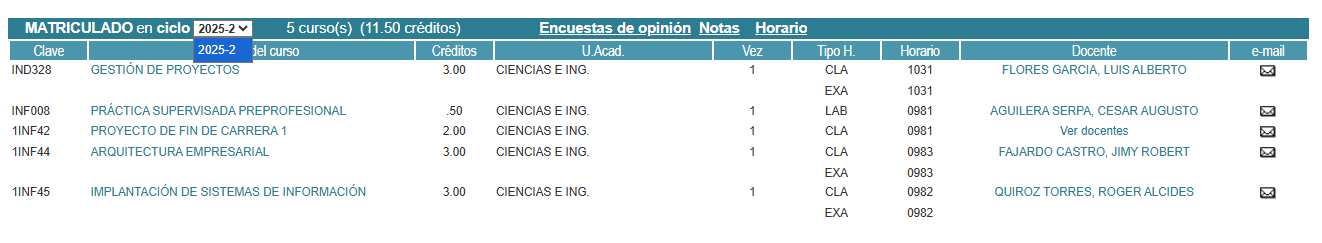 MATRICULADO en ciclo 2025-2 5 curso(s) (11.50 créditos) Encuestas de opinión Notas Horario
2025-2
Clave del curso Créditos U.Acad. Vez Tipo H. Horario Docente e-mail
IND328 GESTIÓN DE PROYECTOS 3.00 CIENCIAS E ING. 1 CLA 1031 FLORES GARCIA, LUIS ALBERTO
EXA 1031
INF008 PRÁCTICA SUPERVISADA PREPROFESIONAL .50 CIENCIAS E ING. 1 LAB 0981 AGUILERA SERPA, CESAR AUGUSTO
1INF42 PROYECTO DE FIN DE CARRERA 1 2.00 CIENCIAS E ING. 1 CLA 0981 Ver docentes
1INF44 ARQUITECTURA EMPRESARIAL 3.00 CIENCIAS E ING. 1 CLA 0983 FAJARDO CASTRO, JIMY ROBERT
EXA 0983
1INF45 IMPLANTACIÓN DE SISTEMAS DE INFORMACIÓN 3.00 CIENCIAS E ING. 1 CLA 0982 QUIROZ TORRES, ROGER ALCIDES
EXA 0982